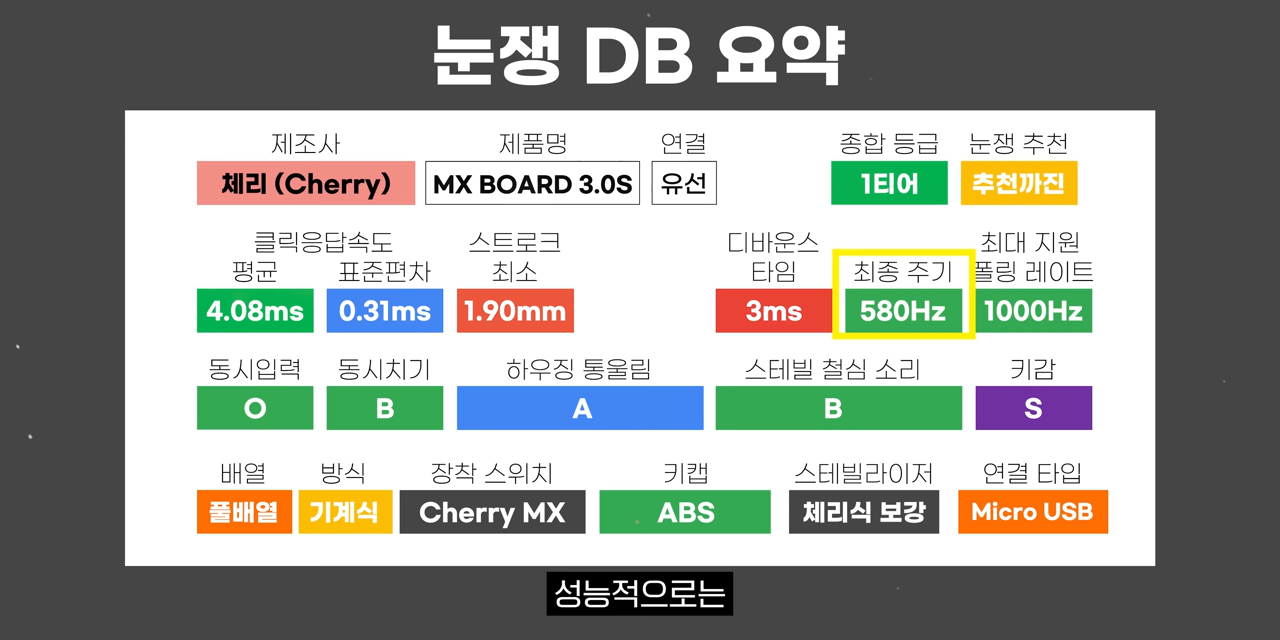 눈쟁 DB 요약
제조사 제품명 연결 종합 등급 눈쟁 추천
체리 (Cherry) MX BOARD 3.0S 유선 1티어 추천까진
클릭응답속도 스트로크 디바운스 최대 지원
평균 표준편차 최소 타임 최종 주기 폴링 레이트
4.08ms 0.31ms 1.90mm 3ms 580Hz 1000Hz
동시입력 동시치기 하우징 통울림 스테빌 철심 소리 키감
O B A B S
배열 방식 장착 스위치 키캡 스테빌라이저 연결 타입
풀배열 기계식 Cherry MX ABS 체리식 보강 Micro USB
성능적으로는